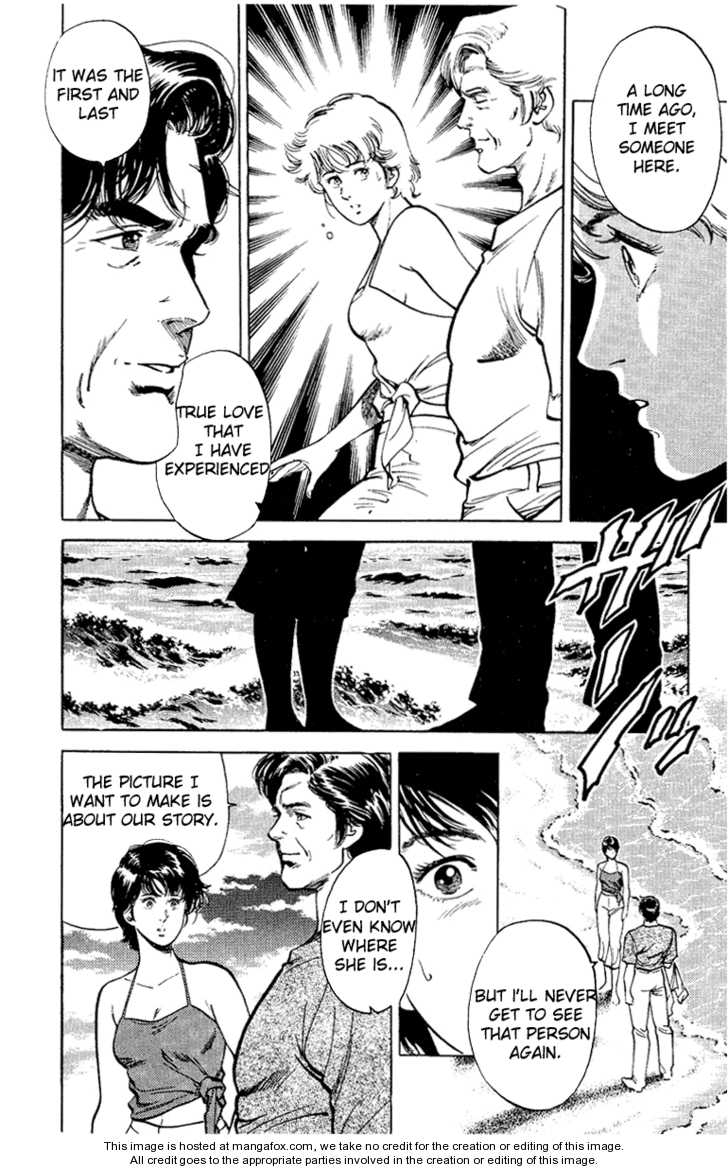 A LONG
TIME AGO,
I MEET
SOMEONE
HERE.
IT WAS THE
FIRST AND
LAST
TRUE LOVE
THAT
I HAVE
EXPERIENCED.
ザザーッ
BUT I'LL NEVER
GET TO SEE
THAT PERSON
AGAIN.
THE PICTURE I
WANT TO MAKE IS
ABOUT OUR STORY.
I DON'T
EVEN KNOW
WHERE
SHE IS...
This image is hosted at mangafox.com, we take no credit for the creation or editing of this image.
All credit goes to the appropriate parties involved in the creation or editing of this image.